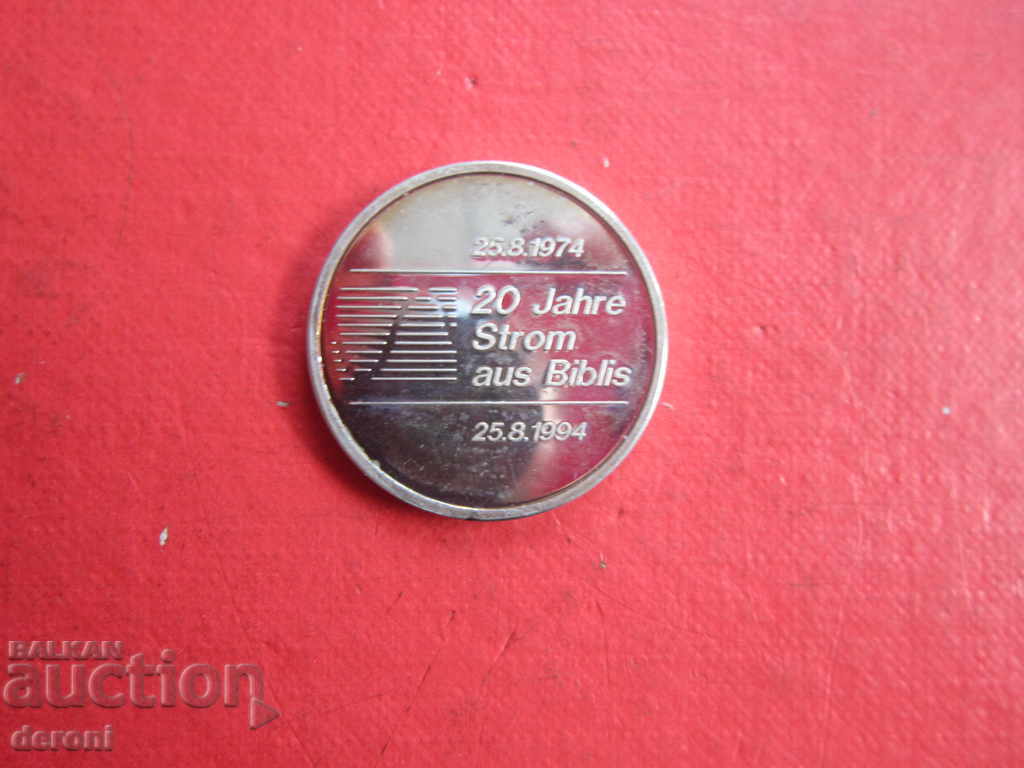 25.8.1974
20 Jahre
Strom
aus Biblis
25.8.1994
BALKAN
auction
deroni